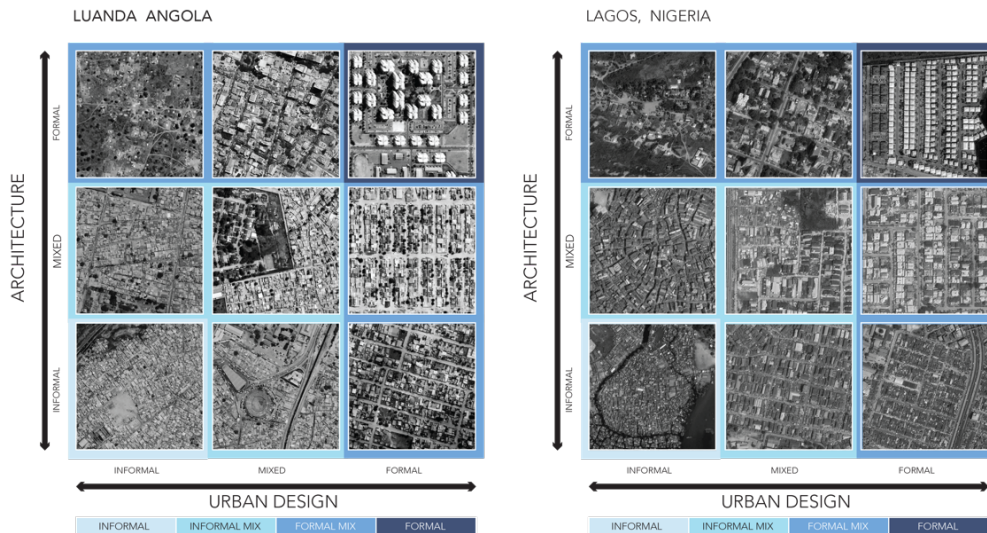 LUANDA ANGOLA
ARCHITECTURE
FORMAL
MIXED
INFORMAL
INFORMAL MIXED FORMAL
URBAN DESIGN
INFORMAL INFORMAL MIX FORMAL MIX FORMAL
LAGOS, NIGERIA
ARCHITECTURE
FORMAL
MIXED
INFORMAL
INFORMAL MIXED FORMAL
URBAN DESIGN
INFORMAL INFORMAL MIX FORMAL MIX FORMAL